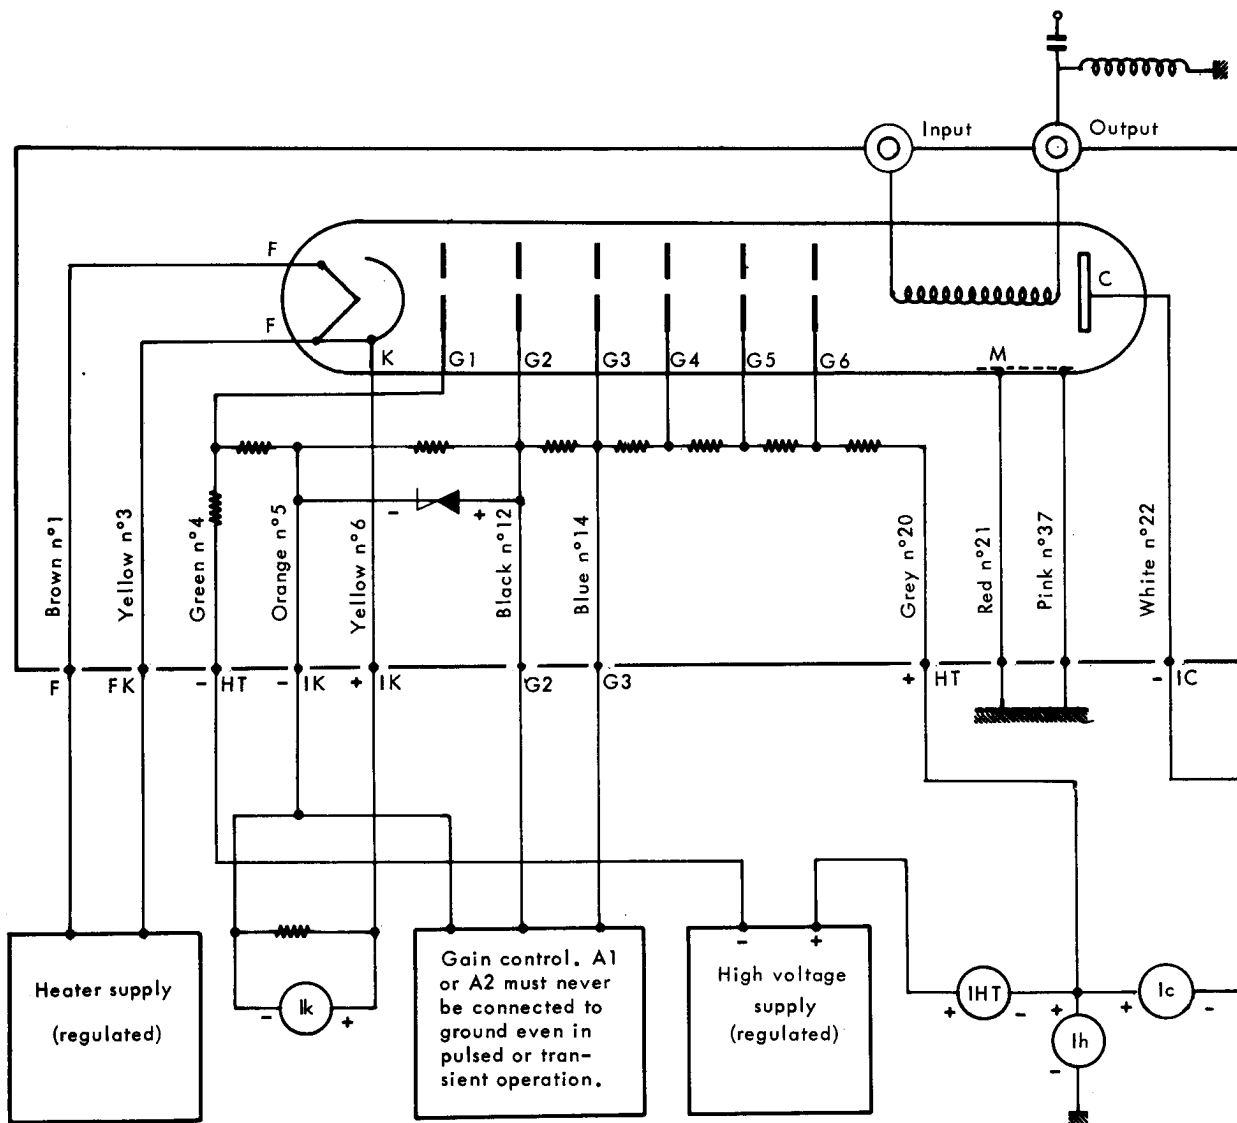 Input
Output
F
F
K
G1
G2
G3
G4
G5
G6
M
C
Brown n°1
Yellow n°3
Green n°4
Orange n°5
Yellow n°6
- +
Black n°12
Blue n°14
Grey n°20
Red n°21
Pink n°37
White n°22
F
FK
- HT
- IK
+ IK
G2
G3
+ HT
- IC
Heater supply
(regulated)
- Ik +
Gain control. A1
or A2 must never
be connected to
ground even in
pulsed or tran-
sient operation.
- +
High voltage
supply
(regulated)
+ IHT -
+ Ic -
+ Ih -